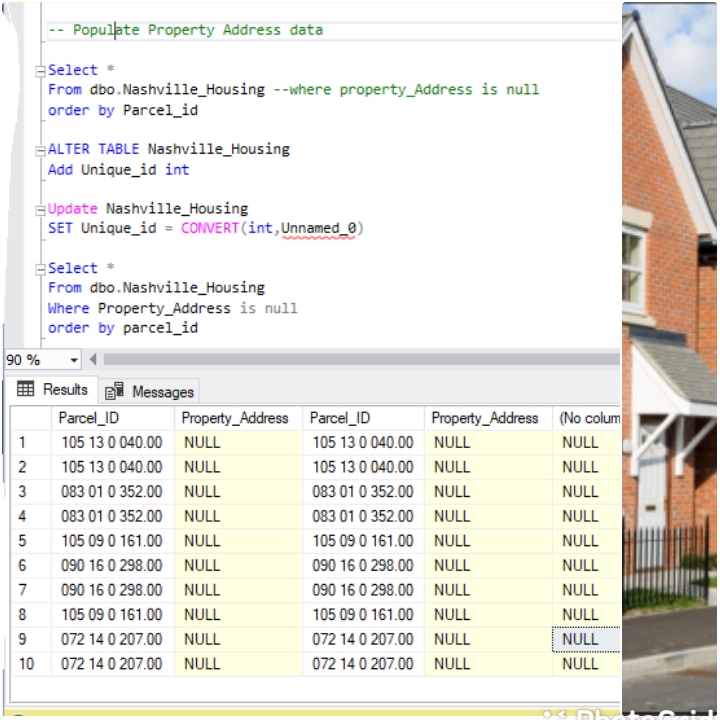 -- Populate Property Address data
Select *
From dbo.Nashville_Housing --where property_Address is null
order by Parcel_id
ALTER TABLE Nashville_Housing
Add Unique_id int
Update Nashville_Housing
SET Unique_id = CONVERT(int,Unnamed_0)
Select *
From dbo.Nashville_Housing
Where Property_Address is null
order by parcel_id
90 %
Results Messages
Parcel_ID Property_Address Parcel_ID Property_Address (No colum
1 105 13 0 040.00 NULL 105 13 0 040.00 NULL NULL
2 105 13 0 040.00 NULL 105 13 0 040.00 NULL NULL
3 083 01 0 352.00 NULL 083 01 0 352.00 NULL NULL
4 083 01 0 352.00 NULL 083 01 0 352.00 NULL NULL
5 105 09 0 161.00 NULL 105 09 0 161.00 NULL NULL
6 090 16 0 298.00 NULL 090 16 0 298.00 NULL NULL
7 090 16 0 298.00 NULL 090 16 0 298.00 NULL NULL
8 105 09 0 161.00 NULL 105 09 0 161.00 NULL NULL
9 072 14 0 207.00 NULL 072 14 0 207.00 NULL NULL
10 072 14 0 207.00 NULL 072 14 0 207.00 NULL NULL
PhotoGrid